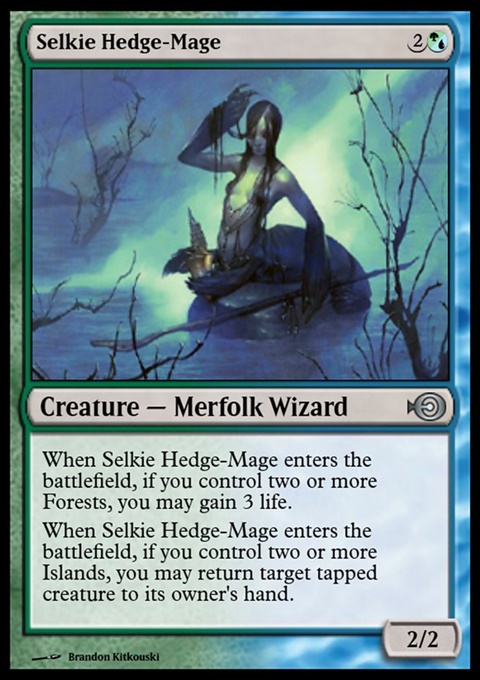 Selkie Hedge-Mage 2
Creature — Merfolk Wizard
When Selkie Hedge-Mage enters the
battlefield, if you control two or more
Forests, you may gain 3 life.
When Selkie Hedge-Mage enters the
battlefield, if you control two or more
Islands, you may return target tapped
creature to its owner's hand.
2/2
Brandon Kitkouski